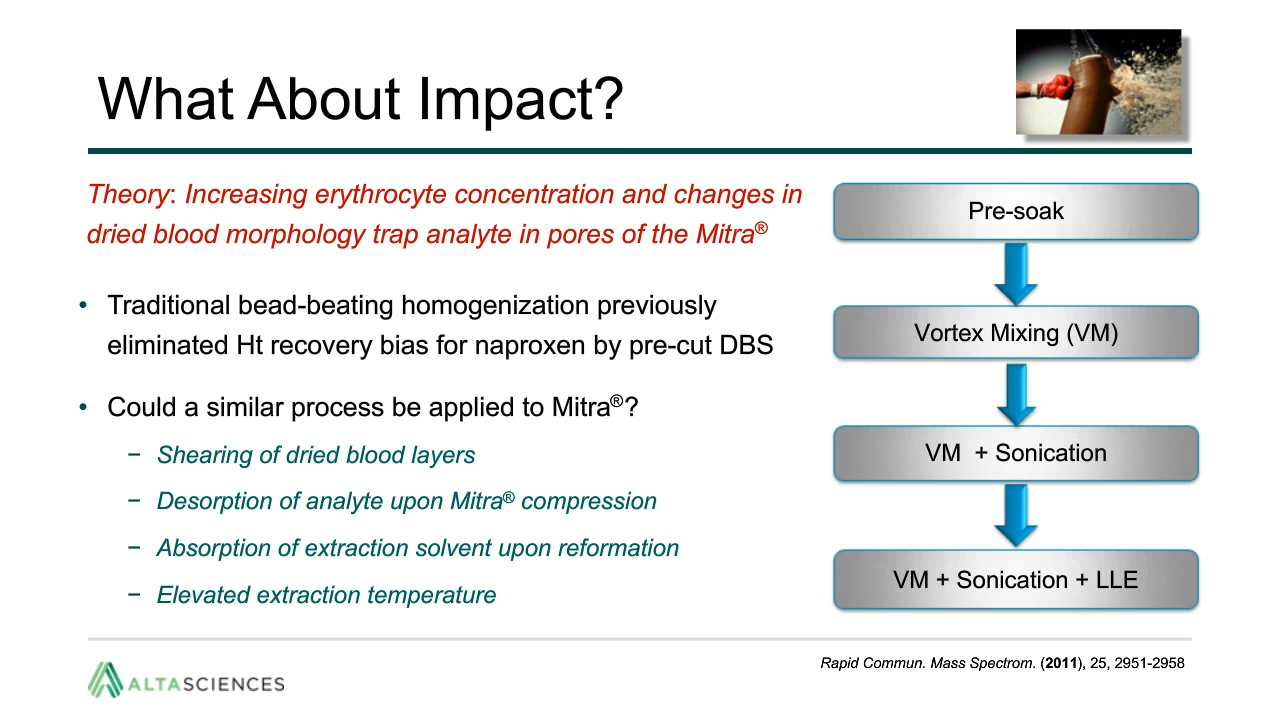 What About Impact?
Theory: Increasing erythrocyte concentration and changes in
dried blood morphology trap analyte in pores of the Mitra®
• Traditional bead-beating homogenization previously
eliminated Ht recovery bias for naproxen by pre-cut DBS
• Could a similar process be applied to Mitra®?
− Shearing of dried blood layers
− Desorption of analyte upon Mitra® compression
− Absorption of extraction solvent upon reformation
− Elevated extraction temperature
Pre-soak
Vortex Mixing (VM)
VM + Sonication
VM + Sonication + LLE
Rapid Commun. Mass Spectrom. (2011), 25, 2951-2958
ALTASCIENCES